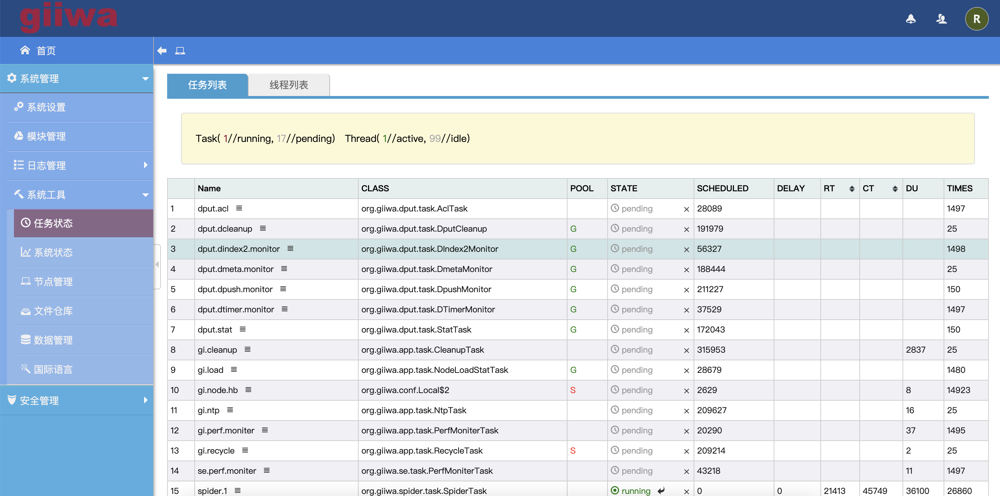 giiwa
R
首页
系统管理
系统设置
模块管理
日志管理
系统工具
任务状态
系统状态
节点管理
文件仓库
数据管理
国际语言
安全管理
任务列表 线程列表
Task( 1//running, 17//pending) Thread( 1//active, 99//idle)
Name CLASS POOL STATE SCHEDULED DELAY RT CT DU TIMES
1 dput.acl org.giiwa.dput.task.AclTask pending × 28089 1497
2 dput.dcleanup org.giiwa.dput.task.DputCleanup G pending × 191979 25
3 dput.dindex2.monitor org.giiwa.dput.task.DIndex2Monitor G pending × 56327 1498
4 dput.dmeta.monitor org.giiwa.dput.task.DmetaMonitor G pending × 188444 25
5 dput.dpush.monitor org.giiwa.dput.task.DpushMonitor G pending × 211227 150
6 dput.dtimer.monitor org.giiwa.dput.task.DTimerMonitor G pending × 37529 1497
7 dput.stat org.giiwa.dput.task.StatTask G pending × 172043 150
8 gi.cleanup org.giiwa.app.task.CleanupTask pending × 315953 2837 25
9 gi.load org.giiwa.app.task.NodeLoadStatTask G pending × 28679 1480
10 gi.node.hb org.giiwa.conf.Local$2 S pending × 2629 8 14923
11 gi.ntp org.giiwa.app.task.NtpTask pending × 209627 16 25
12 gi.perf.moniter org.giiwa.app.task.PerfMoniterTask pending × 20290 37 1495
13 gi.recycle org.giiwa.app.task.RecycleTask S pending × 209214 2 25
14 se.perf.moniter org.giiwa.se.task.PerfMoniterTask pending × 43218 11 1497
15 spider.1 org.giiwa.spider.task.SpiderTask running × 0 0 21413 45749 36100 26860